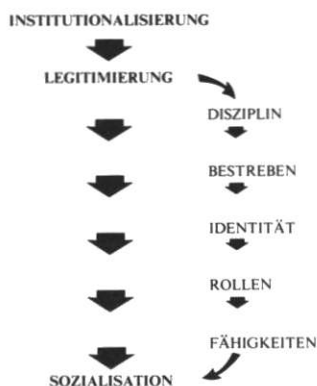 INSTITUTIONALISIERUNG
LEGITIMIERUNG
DISZIPLIN
BESTREBEN
IDENTITÄT
ROLLEN
FÄHIGKEITEN
SOZIALISATION